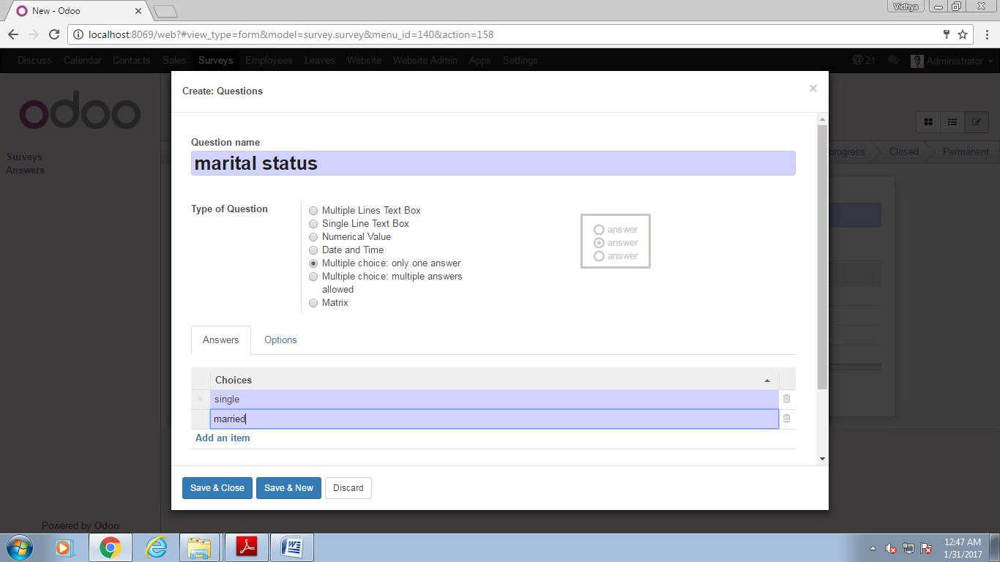 New - Odoo
Vidhya
localhost:8069/web?#view_type=form&model=survey.survey&menu_id=140&action=158
Discuss Calendar Contacts Sales Surveys Employees Leaves Website Website Admin Apps Settings @ 21 Administrator
Create: Questions
×
odoo
Question name
marital status
Surveys
Answers
progress Closed Permanent
Type of Question
Multiple Lines Text Box
Single Line Text Box
Numerical Value
Date and Time
Multiple choice: only one answer
Multiple choice: multiple answers
allowed
Matrix
answer
answer
answer
Answers Options
Choices
single
married
Add an item
Save & Close Save & New Discard
Powered by Odoo
12:47 AM
1/31/2017